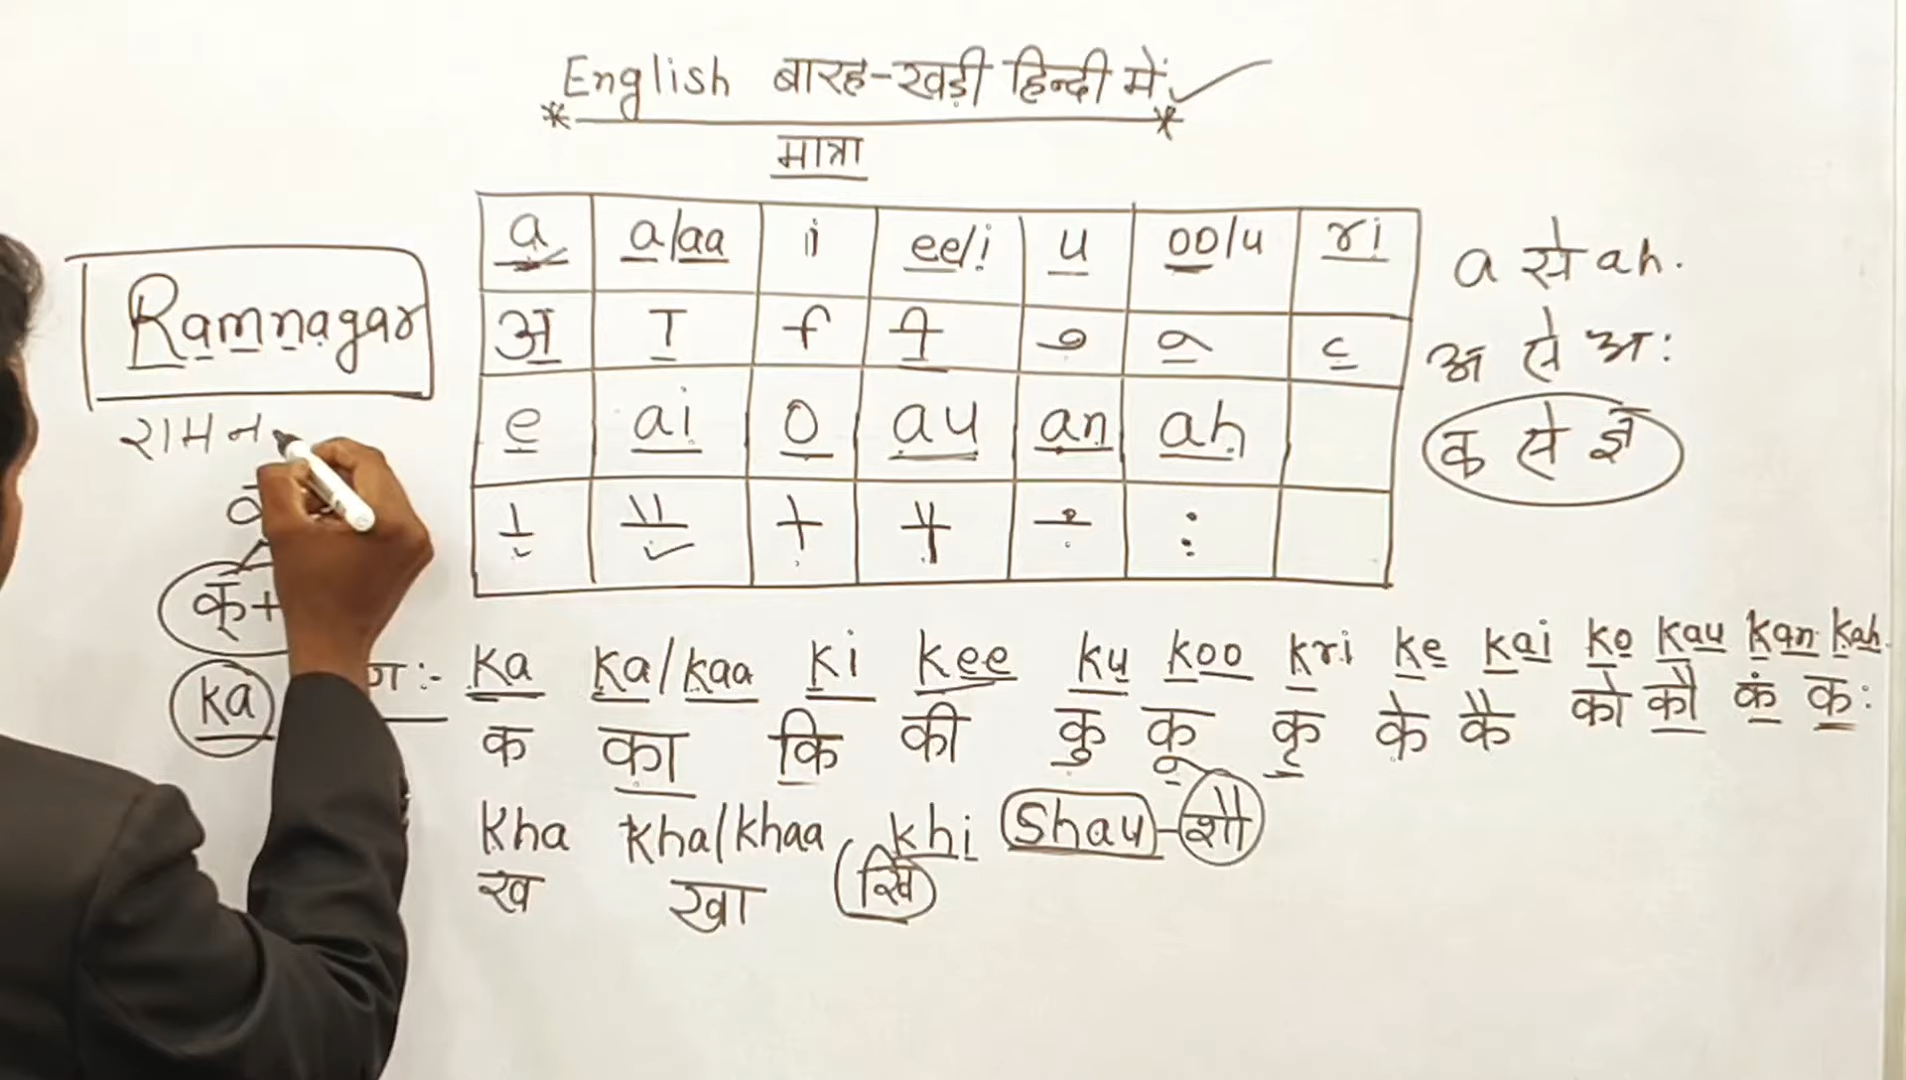 English बारह-खड़ी हिन्दी में
मात्रा
Ramnagar
रामन
a a/aa i ee/i u oo/u ri
अ ा ि ी ु ू ृ
e ai o au an ah
े ै ो ौ ं :
a से ah.
अ से अ:
क से ज्ञ
क्+
ka
ka ka/kaa ki kee ku koo kri ke kai ko kau kan kah.
क का कि की कु कू कृ के कै को कौ कं क:
kha kha/khaa khi Shau - शौ
ख खा खि